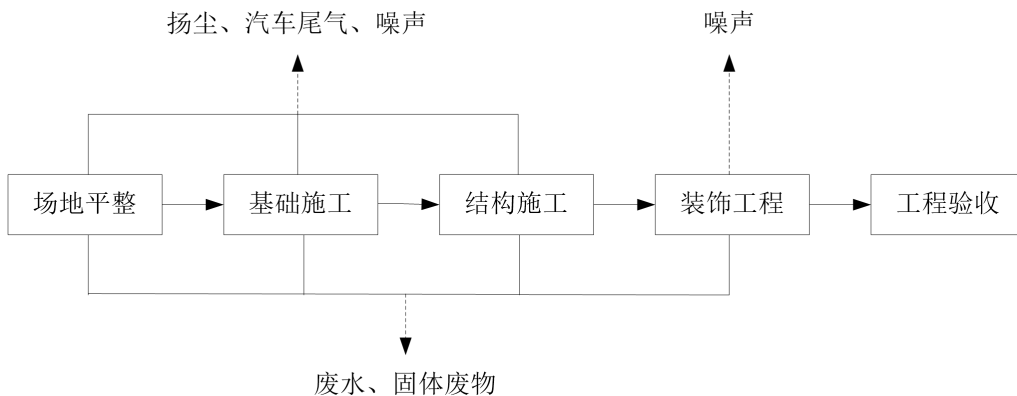 扬尘、汽车尾气、噪声
噪声
场地平整
基础施工
结构施工
装饰工程
工程验收
废水、固体废物